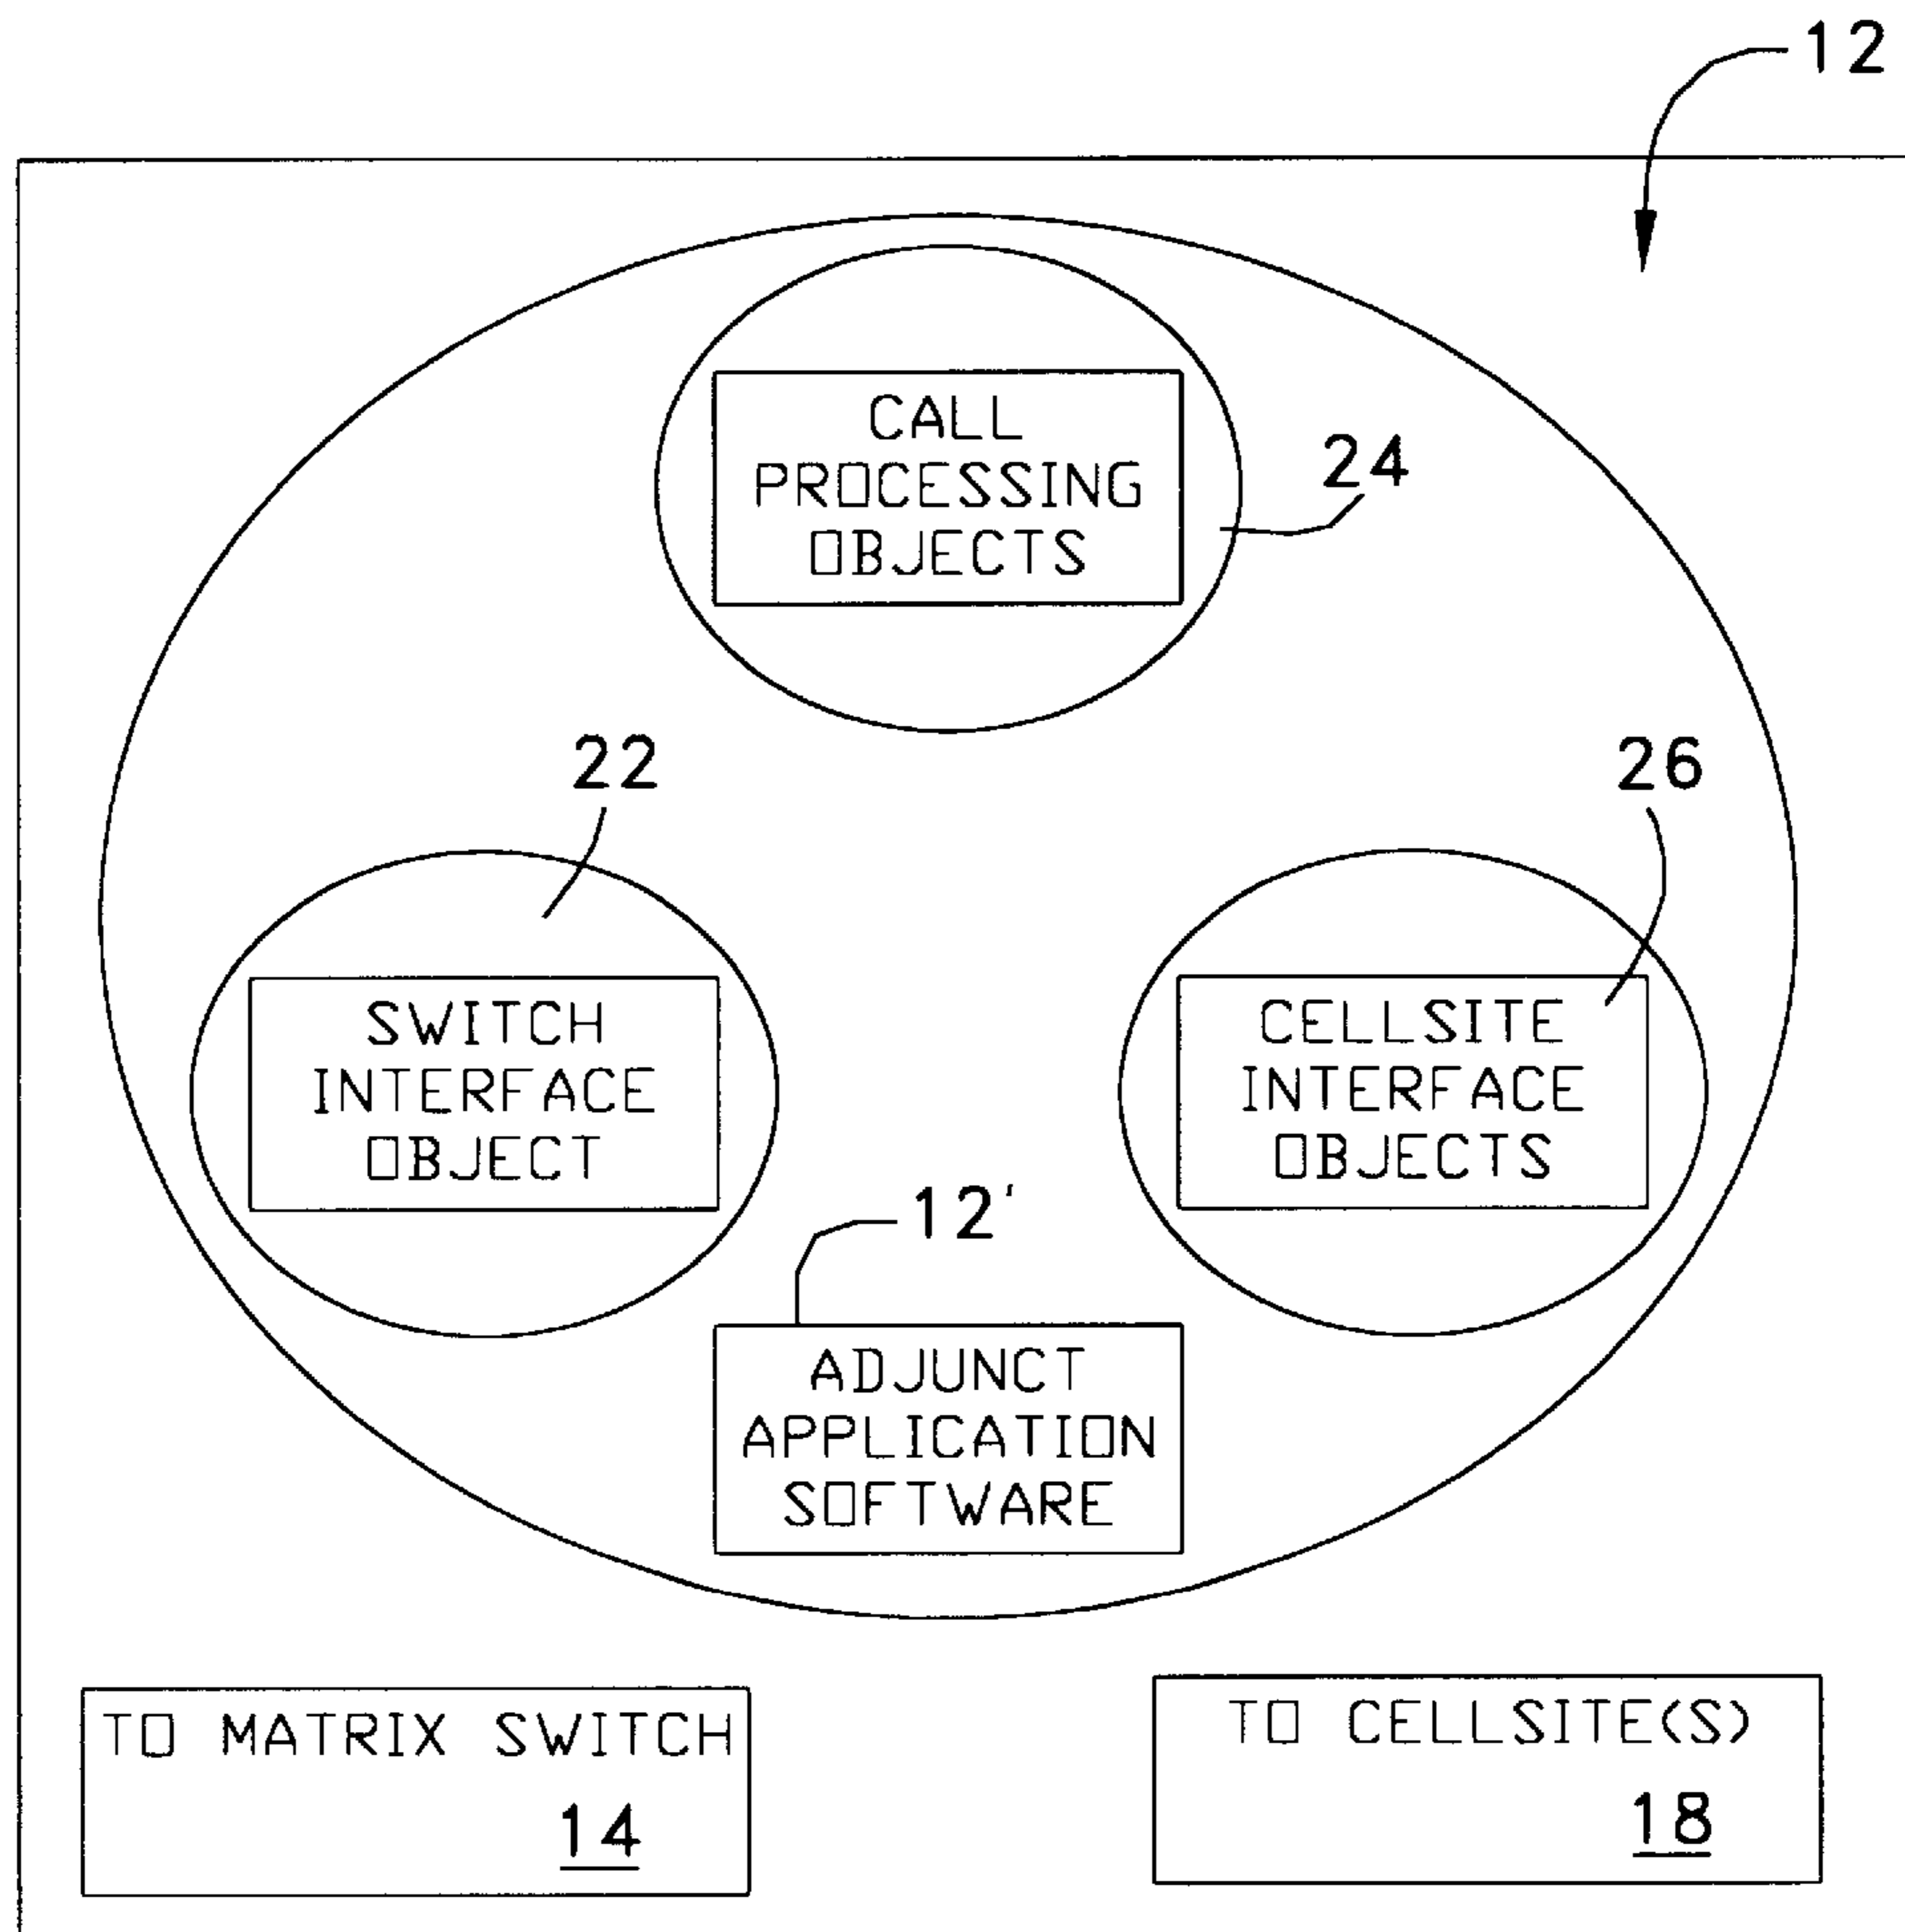 12
CALL
PROCESSING
OBJECTS
24
22
26
SWITCH
INTERFACE
OBJECT
CELLSITE
INTERFACE
OBJECTS
12'
ADJUNCT
APPLICATION
SOFTWARE
TO MATRIX SWITCH
14
TO CELLSITE(S)
18